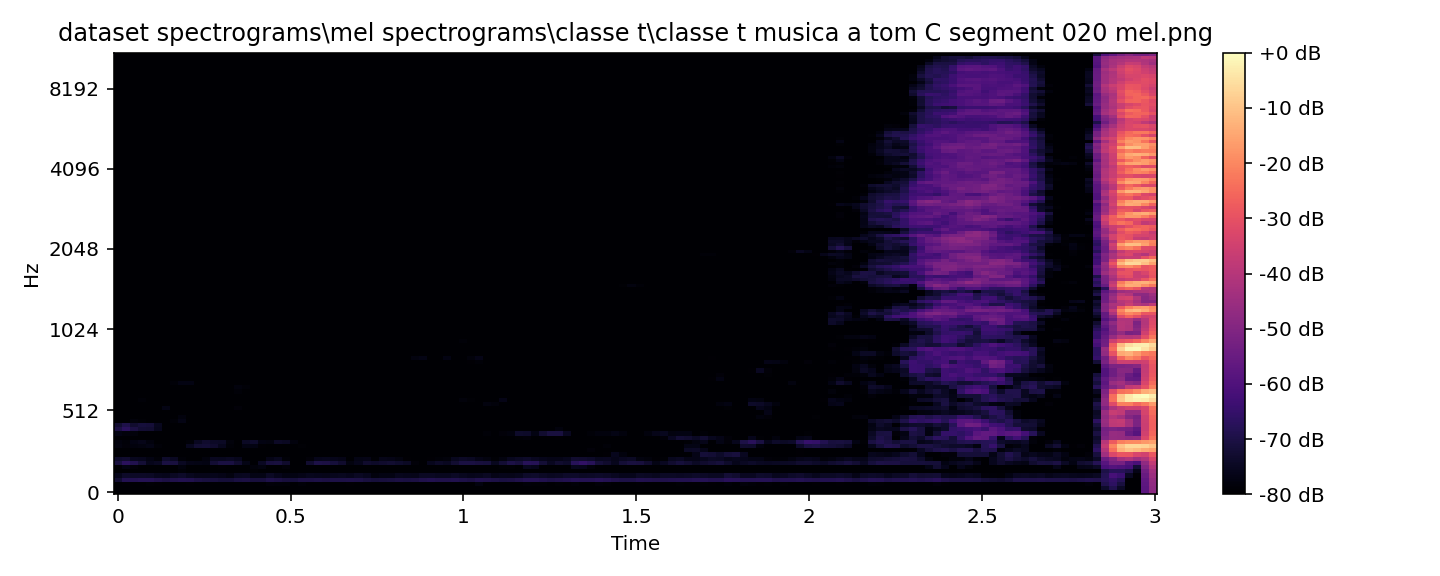 dataset spectrograms\mel spectrograms\classe t\classe t musica a tom C segment 020 mel.png
Hz
8192
4096
2048
1024
512
0
0
0.5
1
1.5
2
2.5
3
Time
+0 dB
-10 dB
-20 dB
-30 dB
-40 dB
-50 dB
-60 dB
-70 dB
-80 dB